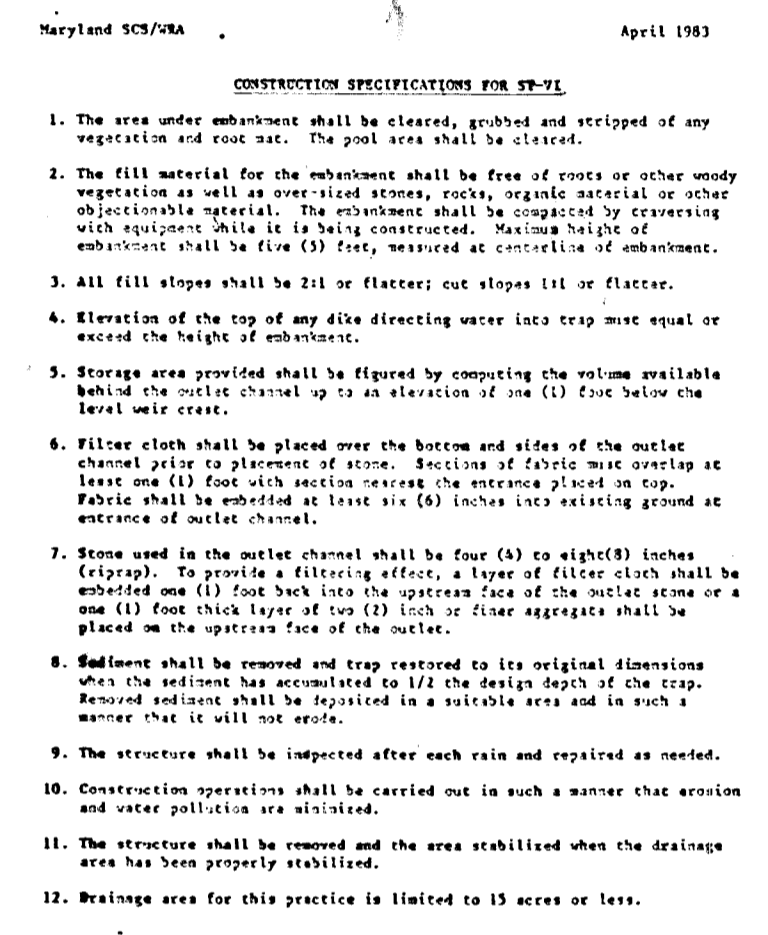 Maryland SCS/WRA April 1983
CONSTRUCTION SPECIFICATIONS FOR ST-VI
1. The area under embankment shall be cleared, grubbed and stripped of any
vegetation and root mat. The pool area shall be cleared.
2. The fill material for the embankment shall be free of roots or other woody
vegetation as well as over-sized stones, rocks, organic material or other
objectionable material. The embankment shall be compacted by traversing
with equipment while it is being constructed. Maximum height of
embankment shall be five (5) feet, measured at centerline of embankment.
3. All fill slopes shall be 2:1 or flatter; cut slopes 1:1 or flatter.
4. Elevation of the top of any dike directing water into trap must equal or
exceed the height of embankment.
5. Storage area provided shall be figured by computing the volume available
behind the outlet channel up to an elevation of one (1) foot below the
level weir crest.
6. Filter cloth shall be placed over the bottom and sides of the outlet
channel prior to placement of stone. Sections of fabric must overlap at
least one (1) foot with section nearest the entrance placed on top.
Fabric shall be embedded at least six (6) inches into existing ground at
entrance of outlet channel.
7. Stone used in the outlet channel shall be four (4) to eight(8) inches
(riprap). To provide a filtering effect, a layer of filter cloth shall be
embedded one (1) foot back into the upstream face of the outlet stone or a
one (1) foot thick layer of two (2) inch or finer aggregate shall be
placed on the upstream face of the outlet.
8. Sediment shall be removed and trap restored to its original dimensions
when the sediment has accumulated to 1/2 the design depth of the trap.
Removed sediment shall be deposited in a suitable area and in such a
manner that it will not erode.
9. The structure shall be inspected after each rain and repaired as needed.
10. Construction operations shall be carried out in such a manner that erosion
and water pollution are minimized.
11. The structure shall be removed and the area stabilized when the drainage
area has been properly stabilized.
12. Drainage area for this practice is limited to 15 acres or less.